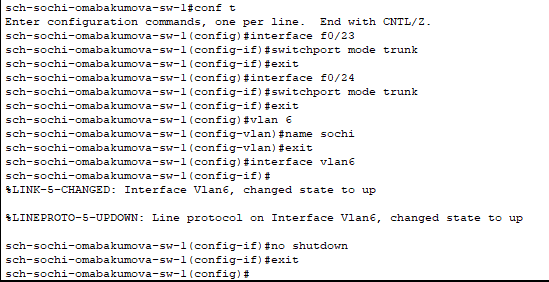 sch-sochi-omabakumova-sw-1#conf t
Enter configuration commands, one per line.  End with CNTL/Z.
sch-sochi-omabakumova-sw-1(config)#interface f0/23
sch-sochi-omabakumova-sw-1(config-if)#switchport mode trunk
sch-sochi-omabakumova-sw-1(config-if)#exit
sch-sochi-omabakumova-sw-1(config)#interface f0/24
sch-sochi-omabakumova-sw-1(config-if)#switchport mode trunk
sch-sochi-omabakumova-sw-1(config-if)#exit
sch-sochi-omabakumova-sw-1(config)#vlan 6
sch-sochi-omabakumova-sw-1(config-vlan)#name sochi
sch-sochi-omabakumova-sw-1(config-vlan)#exit
sch-sochi-omabakumova-sw-1(config)#interface vlan6
sch-sochi-omabakumova-sw-1(config-if)#
%LINK-5-CHANGED: Interface Vlan6, changed state to up
%LINEPROTO-5-UPDOWN: Line protocol on Interface Vlan6, changed state to up
sch-sochi-omabakumova-sw-1(config-if)#no shutdown
sch-sochi-omabakumova-sw-1(config-if)#exit
sch-sochi-omabakumova-sw-1(config)#